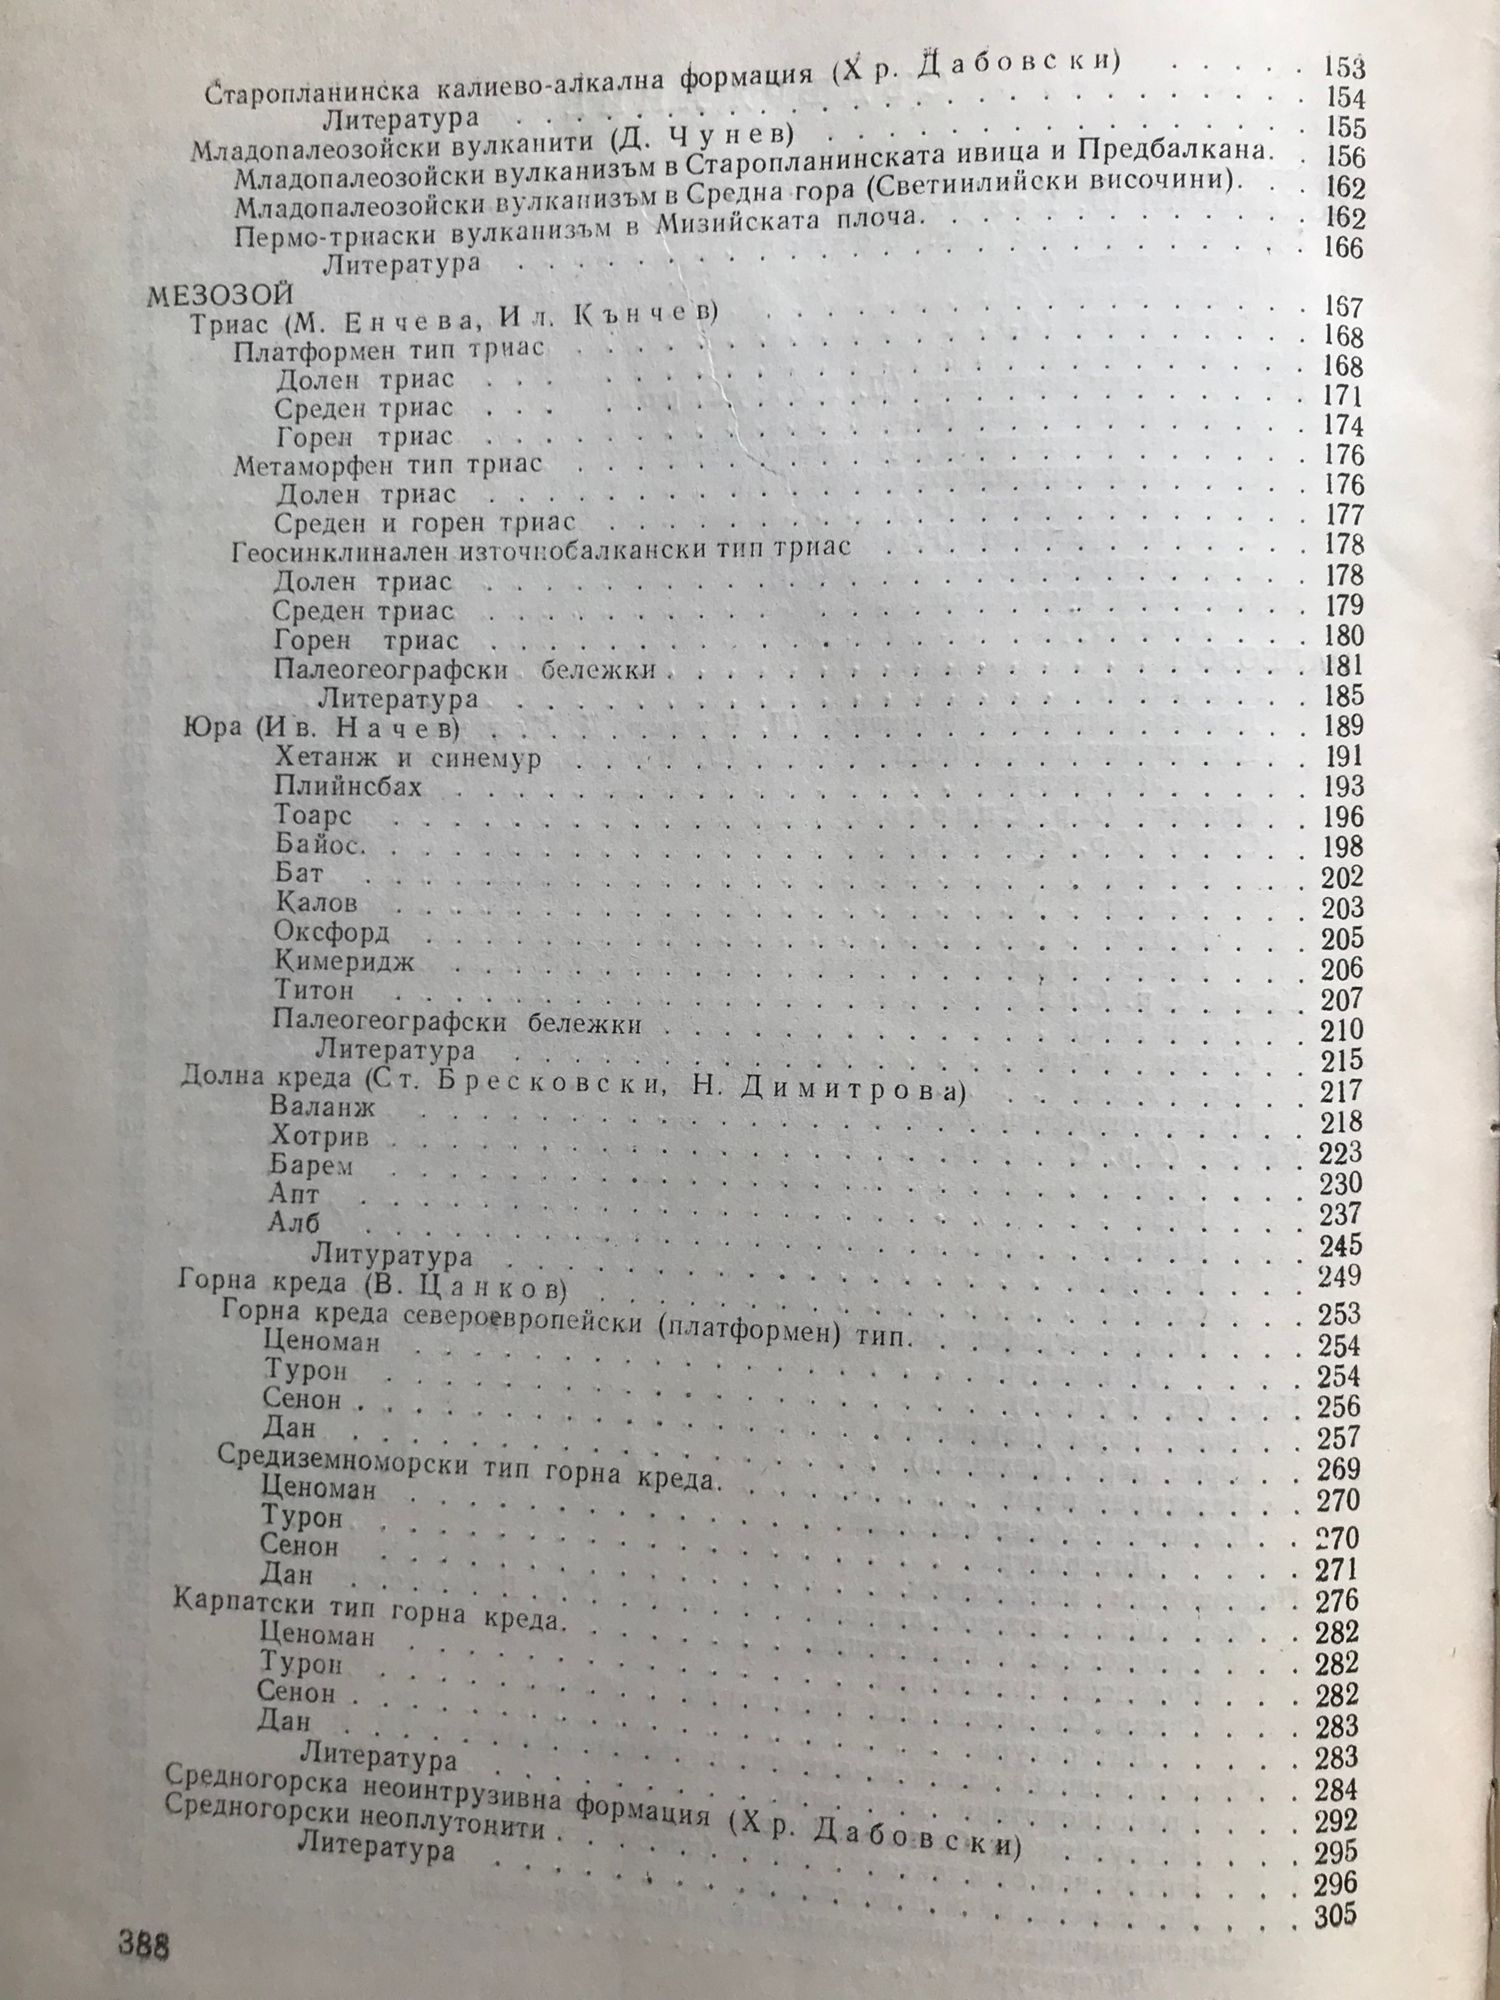 Старопланинска калиево-алкална формация (Хр. Дабовски) . . . . . 153
Литература . . . . . . . . . . . . . . . . . . . . 154
Младопалеозойски вулканити (Д. Чунев) . . . . . . . . . . . . . 155
Младопалеозойски вулканизъм в Старопланинската ивица и Предбалкана. . 156
Младопалеозойски вулканизъм в Средна гора (Светиилийски височини). . . 162
Пермо-триаски вулканизъм в Мизийската плоча. . . . . . . . . . . 162
Литература . . . . . . . . . . . . . . . . . . . . 166
МЕЗОЗОЙ
Триас (М. Енчева, Ил. Кънчев) . . . . . . . . . . . . . . . 167
Платформен тип триас . . . . . . . . . . . . . . . . . . . 168
Долен триас . . . . . . . . . . . . . . . . . . . . . 168
Среден триас . . . . . . . . . . . . . . . . . . . . . 171
Горен триас . . . . . . . . . . . . . . . . . . . . . 174
Метаморфен тип триас . . . . . . . . . . . . . . . . . . . 176
Долен триас . . . . . . . . . . . . . . . . . . . . . 176
Среден и горен триас . . . . . . . . . . . . . . . . . . 177
Геосинклинален източнобалкански тип триас . . . . . . . . . . . 178
Долен триас . . . . . . . . . . . . . . . . . . . . . 178
Среден триас . . . . . . . . . . . . . . . . . . . . . 179
Горен триас . . . . . . . . . . . . . . . . . . . . . 180
Палеогеографски бележки . . . . . . . . . . . . . . . . . 181
Литература . . . . . . . . . . . . . . . . . . . . 185
Юра (Ив. Начев) . . . . . . . . . . . . . . . . . . . . . 189
Хетанж и синемур . . . . . . . . . . . . . . . . . . . 191
Плийнсбах . . . . . . . . . . . . . . . . . . . . . . 193
Тоарс . . . . . . . . . . . . . . . . . . . . . . . . 196
Байос. . . . . . . . . . . . . . . . . . . . . . . . . 198
Бат . . . . . . . . . . . . . . . . . . . . . . . . . 202
Калов . . . . . . . . . . . . . . . . . . . . . . . . 203
Оксфорд . . . . . . . . . . . . . . . . . . . . . . . 205
Кимеридж . . . . . . . . . . . . . . . . . . . . . . 206
Титон . . . . . . . . . . . . . . . . . . . . . . . . 207
Палеогеографски бележки . . . . . . . . . . . . . . . . . 210
Литература . . . . . . . . . . . . . . . . . . . . 215
Долна креда (Ст. Бресковски, Н. Димитрова) . . . . . . . . . 217
Валанж . . . . . . . . . . . . . . . . . . . . . . . 218
Хотрив . . . . . . . . . . . . . . . . . . . . . . . . 223
Барем . . . . . . . . . . . . . . . . . . . . . . . . 230
Апт . . . . . . . . . . . . . . . . . . . . . . . . . 237
Алб . . . . . . . . . . . . . . . . . . . . . . . . . 245
Литуратура . . . . . . . . . . . . . . . . . . . . 249
Горна креда (В. Цанков) . . . . . . . . . . . . . . . . . . 253
Горна креда североевропейски (платформен) тип. . . . . . . . . . 254
Ценоман . . . . . . . . . . . . . . . . . . . . . . . 254
Турон . . . . . . . . . . . . . . . . . . . . . . . . 256
Сенон . . . . . . . . . . . . . . . . . . . . . . . . 257
Дан . . . . . . . . . . . . . . . . . . . . . . . . . 269
Средиземноморски тип горна креда. . . . . . . . . . . . . . . 270
Ценоман . . . . . . . . . . . . . . . . . . . . . . . 270
Турон . . . . . . . . . . . . . . . . . . . . . . . . 271
Сенон . . . . . . . . . . . . . . . . . . . . . . . . 276
Дан . . . . . . . . . . . . . . . . . . . . . . . . . 282
Карпатски тип горна креда. . . . . . . . . . . . . . . . . . 282
Ценоман . . . . . . . . . . . . . . . . . . . . . . . 282
Турон . . . . . . . . . . . . . . . . . . . . . . . . 283
Сенон . . . . . . . . . . . . . . . . . . . . . . . . 283
Дан . . . . . . . . . . . . . . . . . . . . . . . . . 284
Литература . . . . . . . . . . . . . . . . . . . . 292
Средногорска неоинтрузивна формация (Хр. Дабовски) . . . . . . . 295
Средногорски неоплутонити . . . . . . . . . . . . . . . . . . 296
Литература . . . . . . . . . . . . . . . . . . . . 305
388